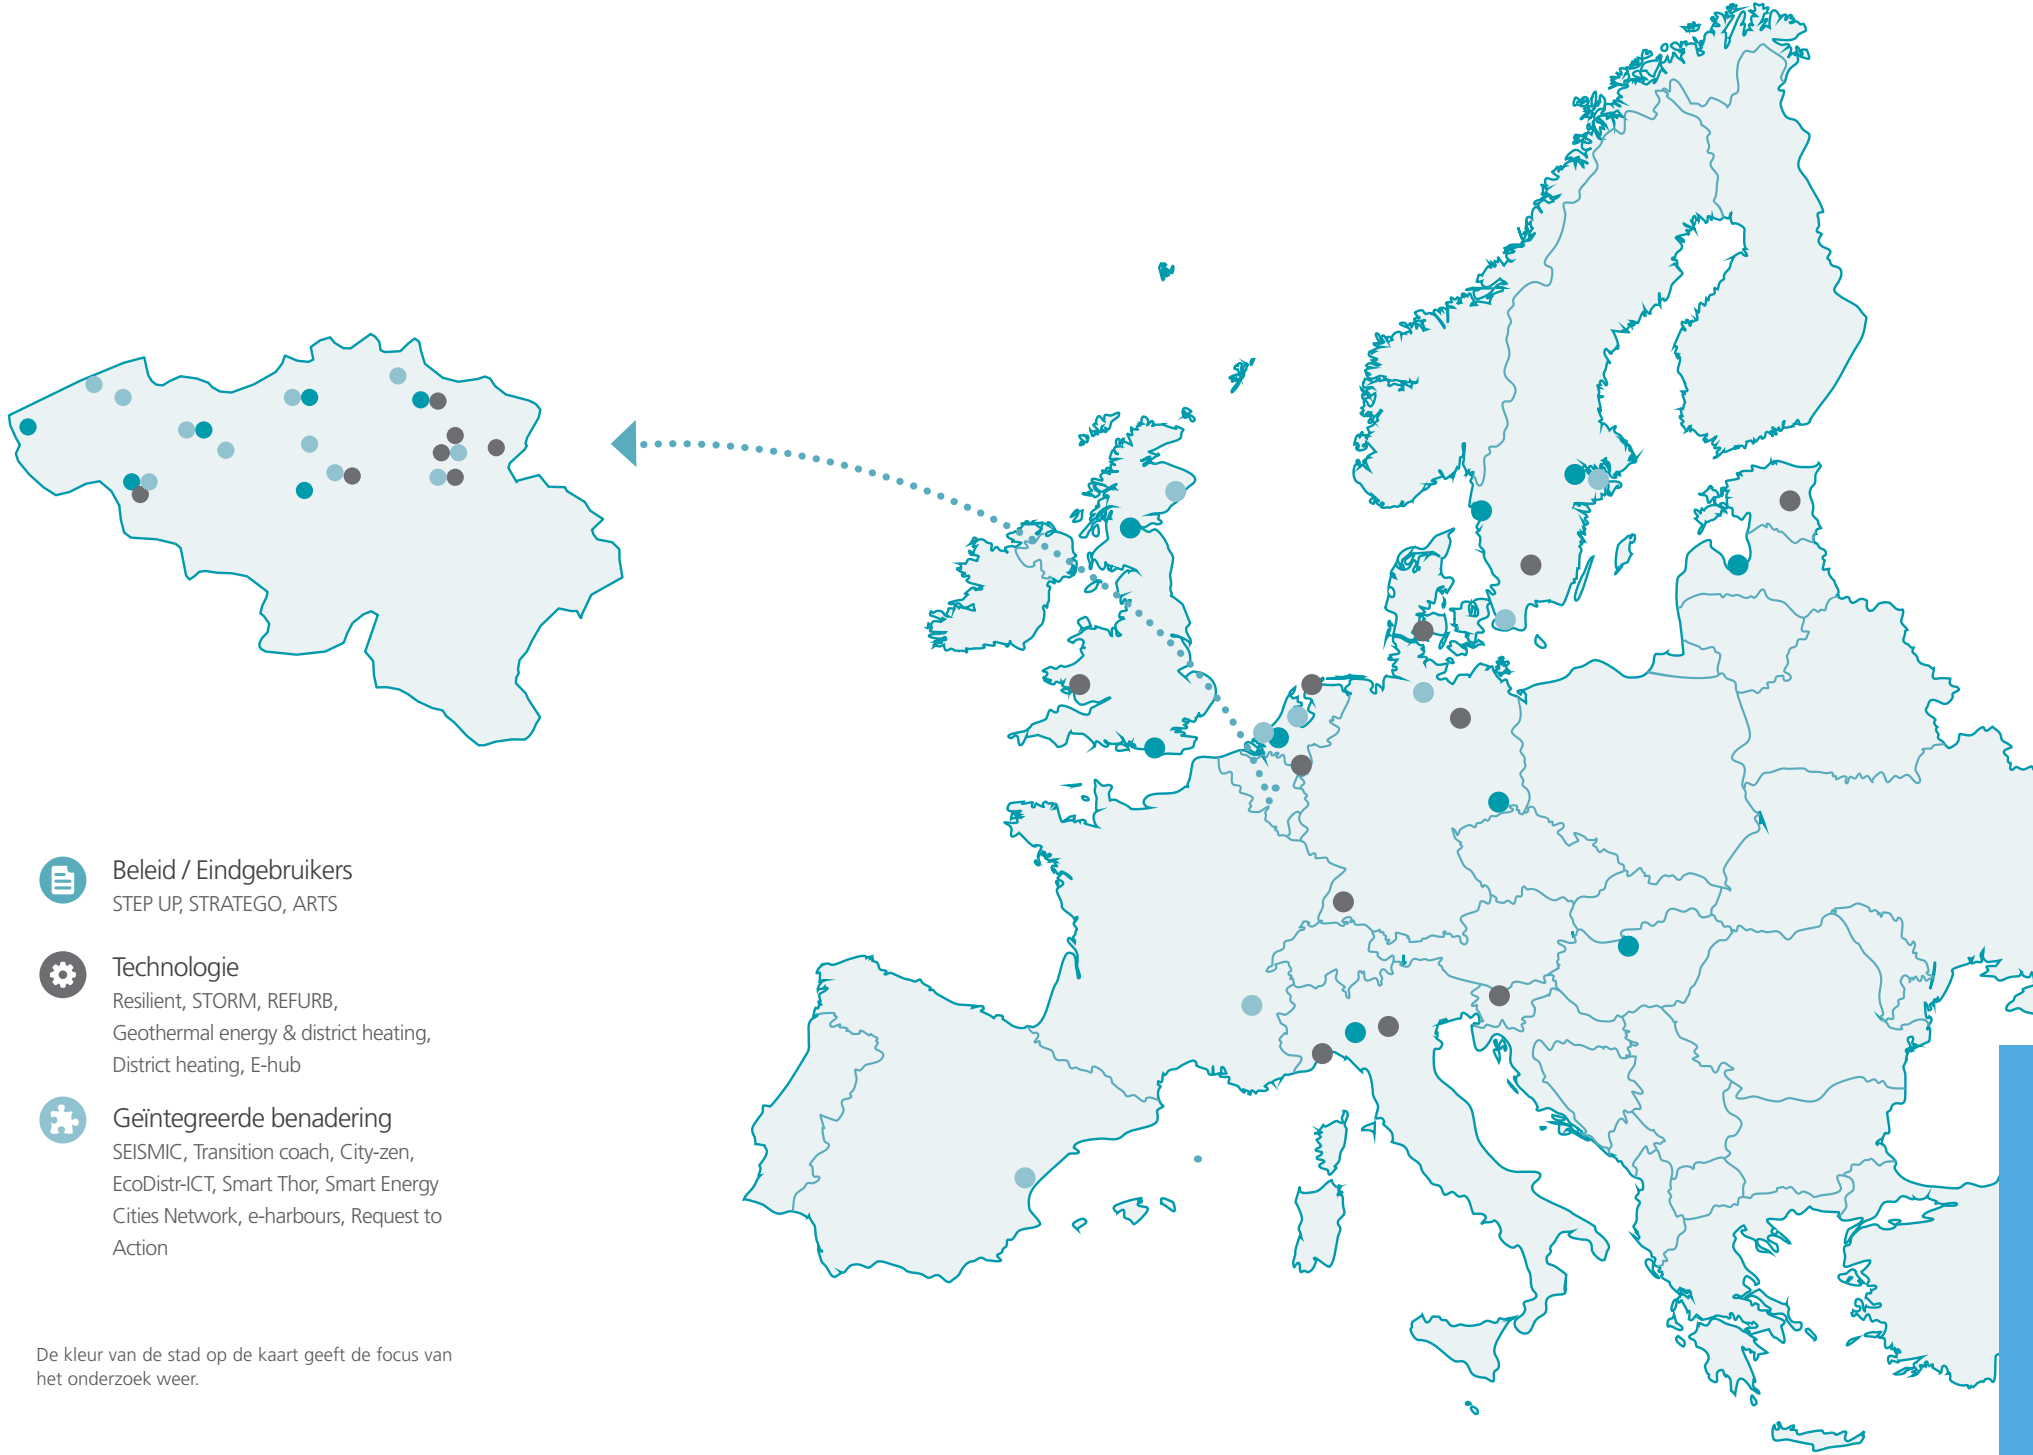 Beleid / Eindgebruikers
STEP UP, STRATEGO, ARTS
Technologie
Resilient, STORM, REFURB,
Geothermal energy & district heating,
District heating, E-hub
Geïntegreerde benadering
SEISMIC, Transition coach, City-zen,
EcoDistr-ICT, Smart Thor, Smart Energy
Cities Network, e-harbours, Request to
Action
De kleur van de stad op de kaart geeft de focus van
het onderzoek weer.